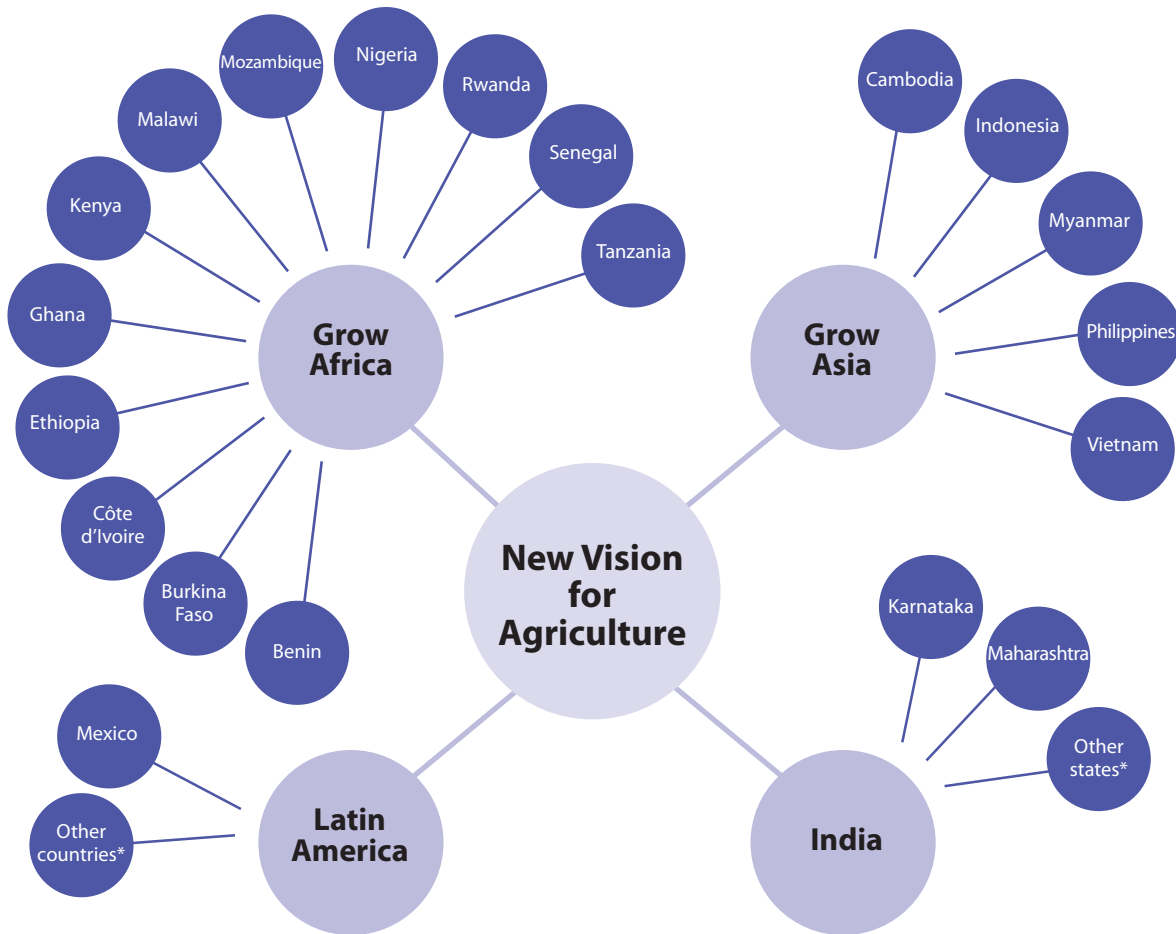 Mozambique
Nigeria
Rwanda
Senegal
Tanzania
Malawi
Kenya
Ghana
Ethiopia
Côte
d'Ivoire
Burkina
Faso
Benin
Grow
Africa
Cambodia
Indonesia
Myanmar
Philippines
Vietnam
Grow
Asia
New Vision
for
Agriculture
Mexico
Other
countries*
Latin
America
Karnataka
Maharashtra
Other
states*
India